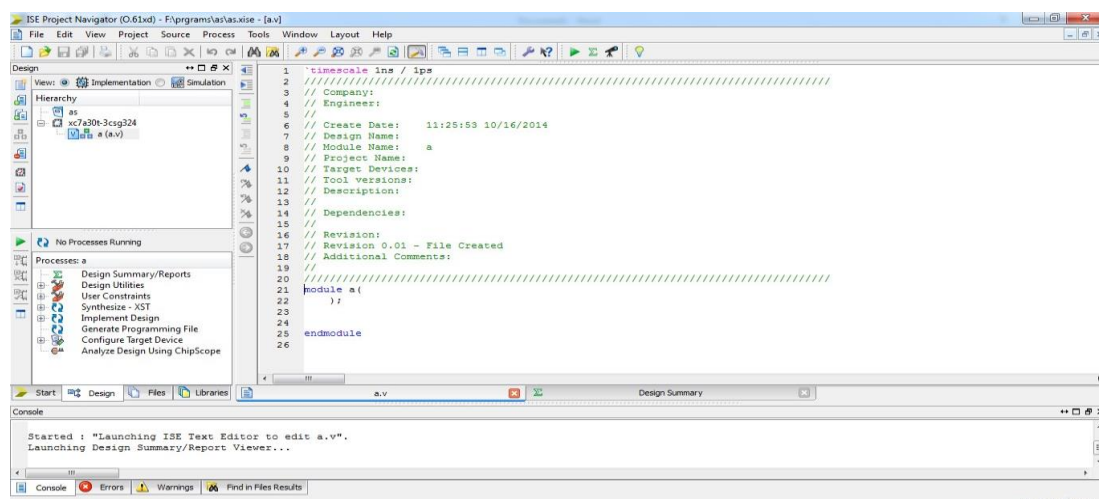 ISE Project Navigator (O.61xd) - F:\prgrams\as\as.xise - [a.v]
File Edit View Project Source Process Tools Window Layout Help
Design
View: Implementation Simulation
Hierarchy
as
xc7a30t-3csg324
a (a.v)
No Processes Running
Processes: a
Design Summary/Reports
Design Utilities
User Constraints
Synthesize - XST
Implement Design
Generate Programming File
Configure Target Device
Analyze Design Using ChipScope
Start Design Files Libraries
1 `timescale 1ns / 1ps
2 //////////////////////////////////////////////////////////////////////////////////
3 // Company:
4 // Engineer:
5 //
6 // Create Date: 11:25:53 10/16/2014
7 // Design Name:
8 // Module Name: a
9 // Project Name:
10 // Target Devices:
11 // Tool versions:
12 // Description:
13 //
14 // Dependencies:
15 //
16 // Revision:
17 // Revision 0.01 - File Created
18 // Additional Comments:
19 //
20 //////////////////////////////////////////////////////////////////////////////////
21 module a(
22 );
23
24
25 endmodule
26
a.v Design Summary
Console
Started : "Launching ISE Text Editor to edit a.v".
Launching Design Summary/Report Viewer...
Console Errors Warnings Find in Files Results